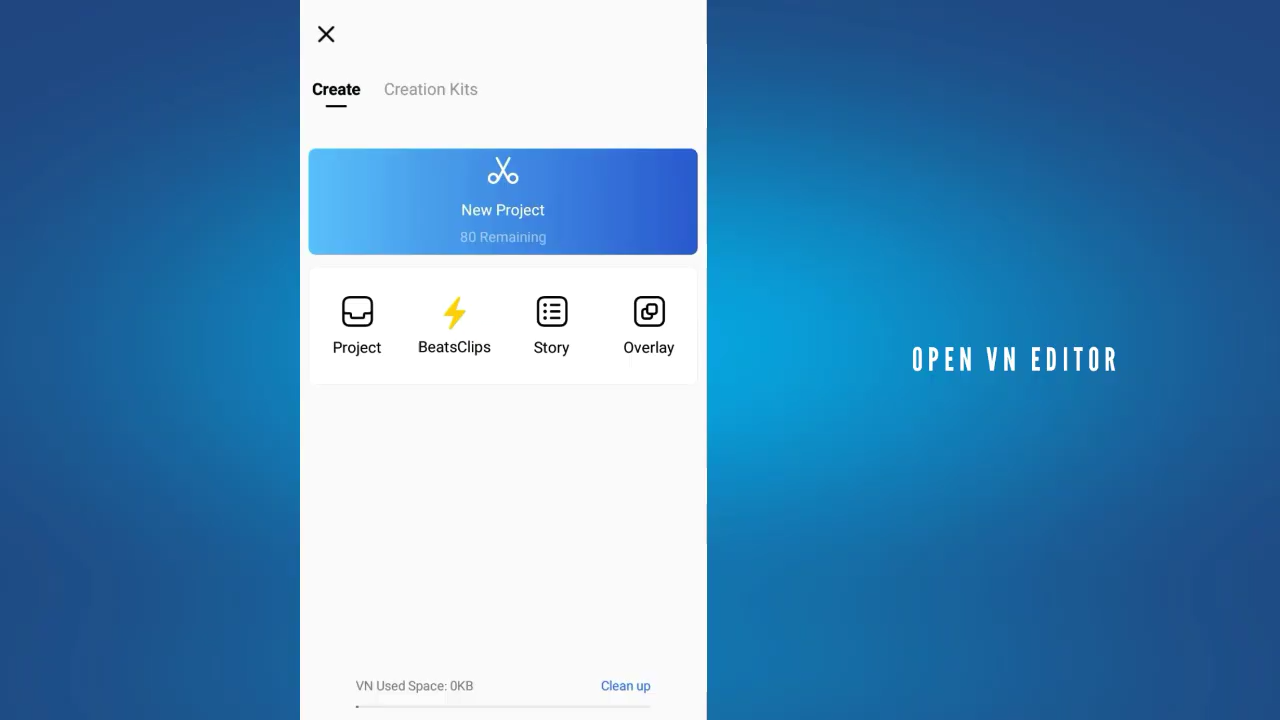 Create Creation Kits
New Project
80 Remaining
Project BeatsClips Story Overlay
OPEN VN EDITOR
VN Used Space: 0KB Clean up